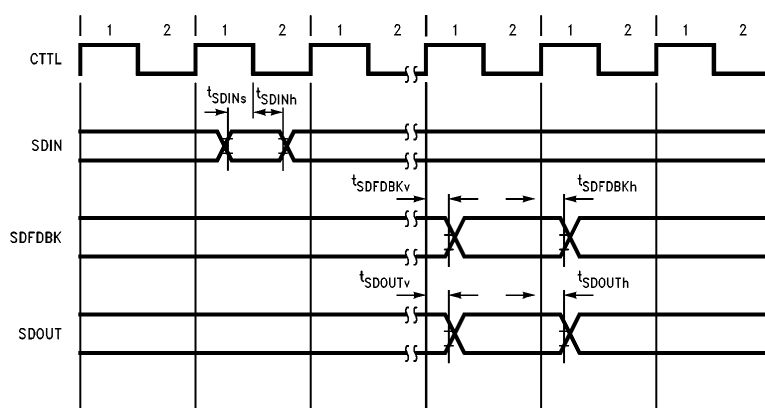 1 2 1 2 1 2 1 2 1 2 1 2
CTTL
tSDINs tSDINh
SDIN
tSDFDBKv tSDFDBKh
SDFDBK
tSDOUTv tSDOUTh
SDOUT